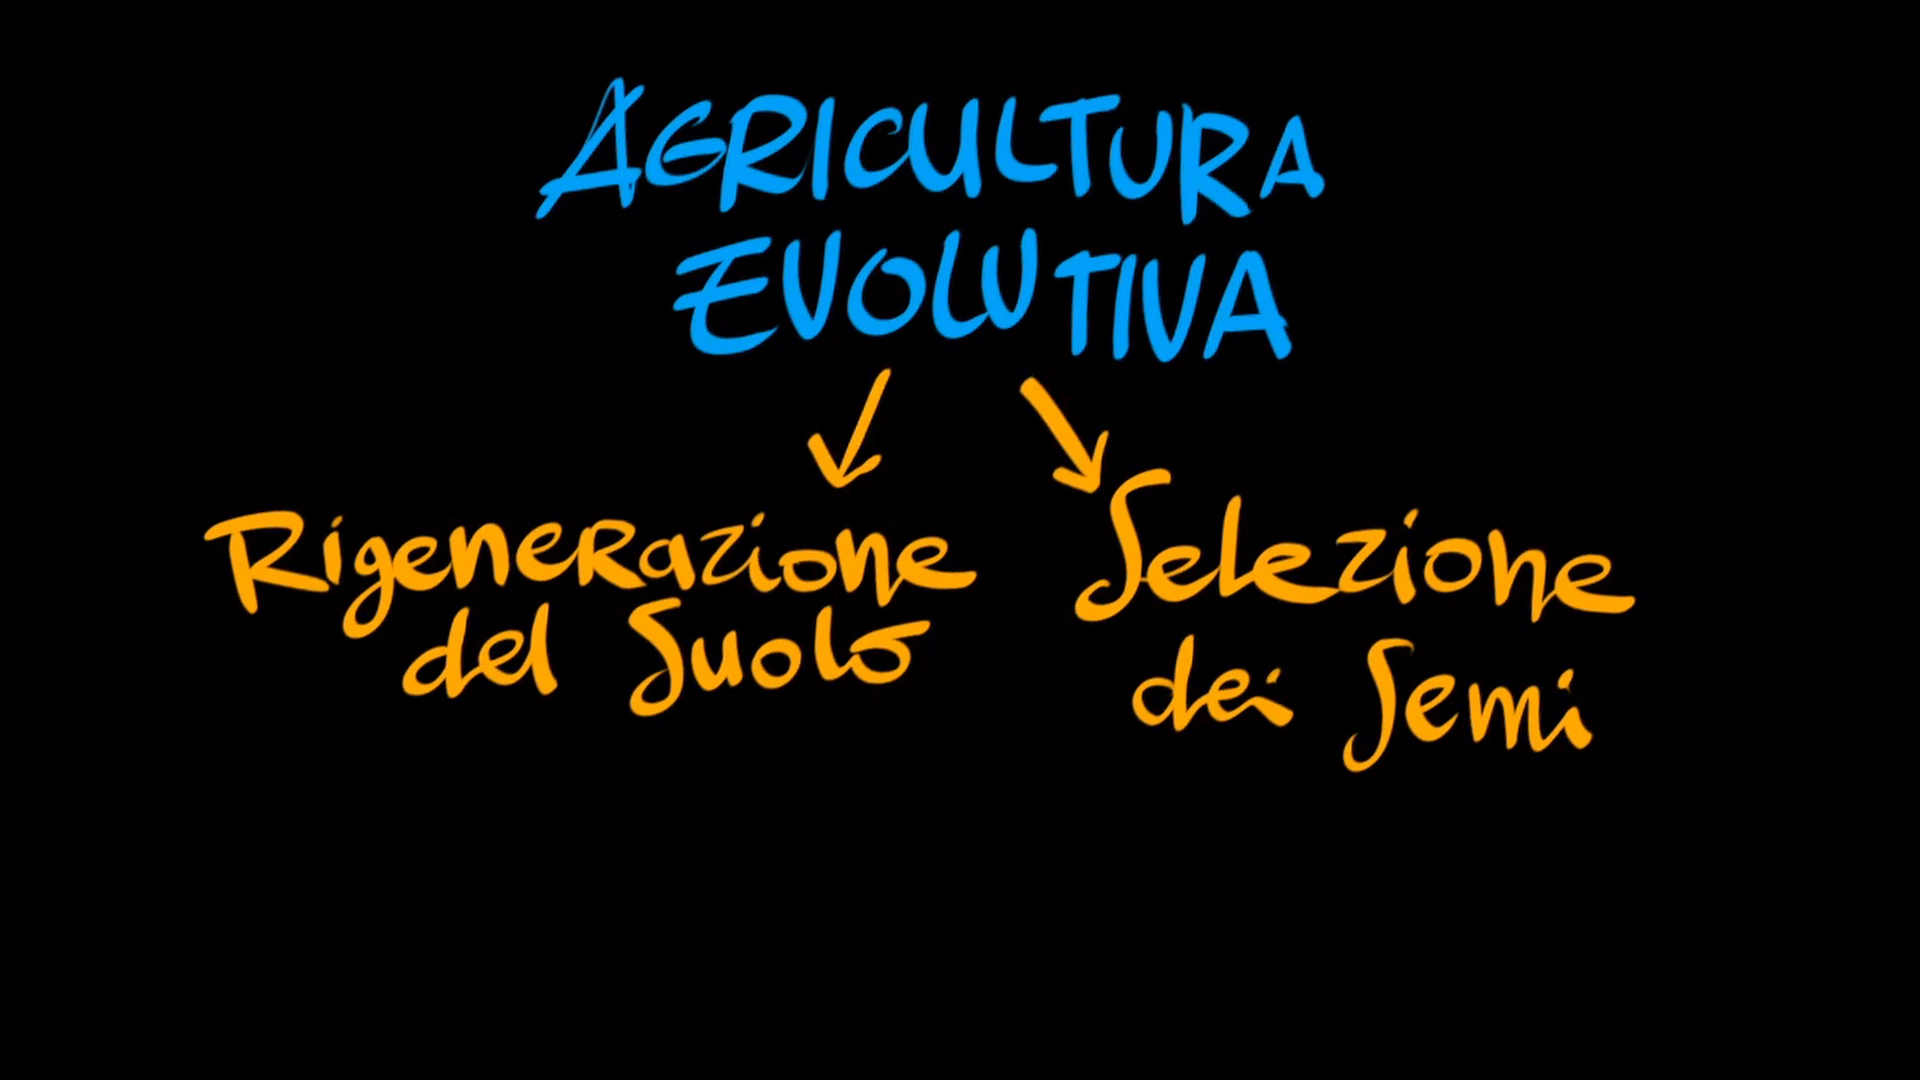 AGRICULTURA
EVOLUTIVA
Rigenerazione
del Suolo
Selezione
dei Semi